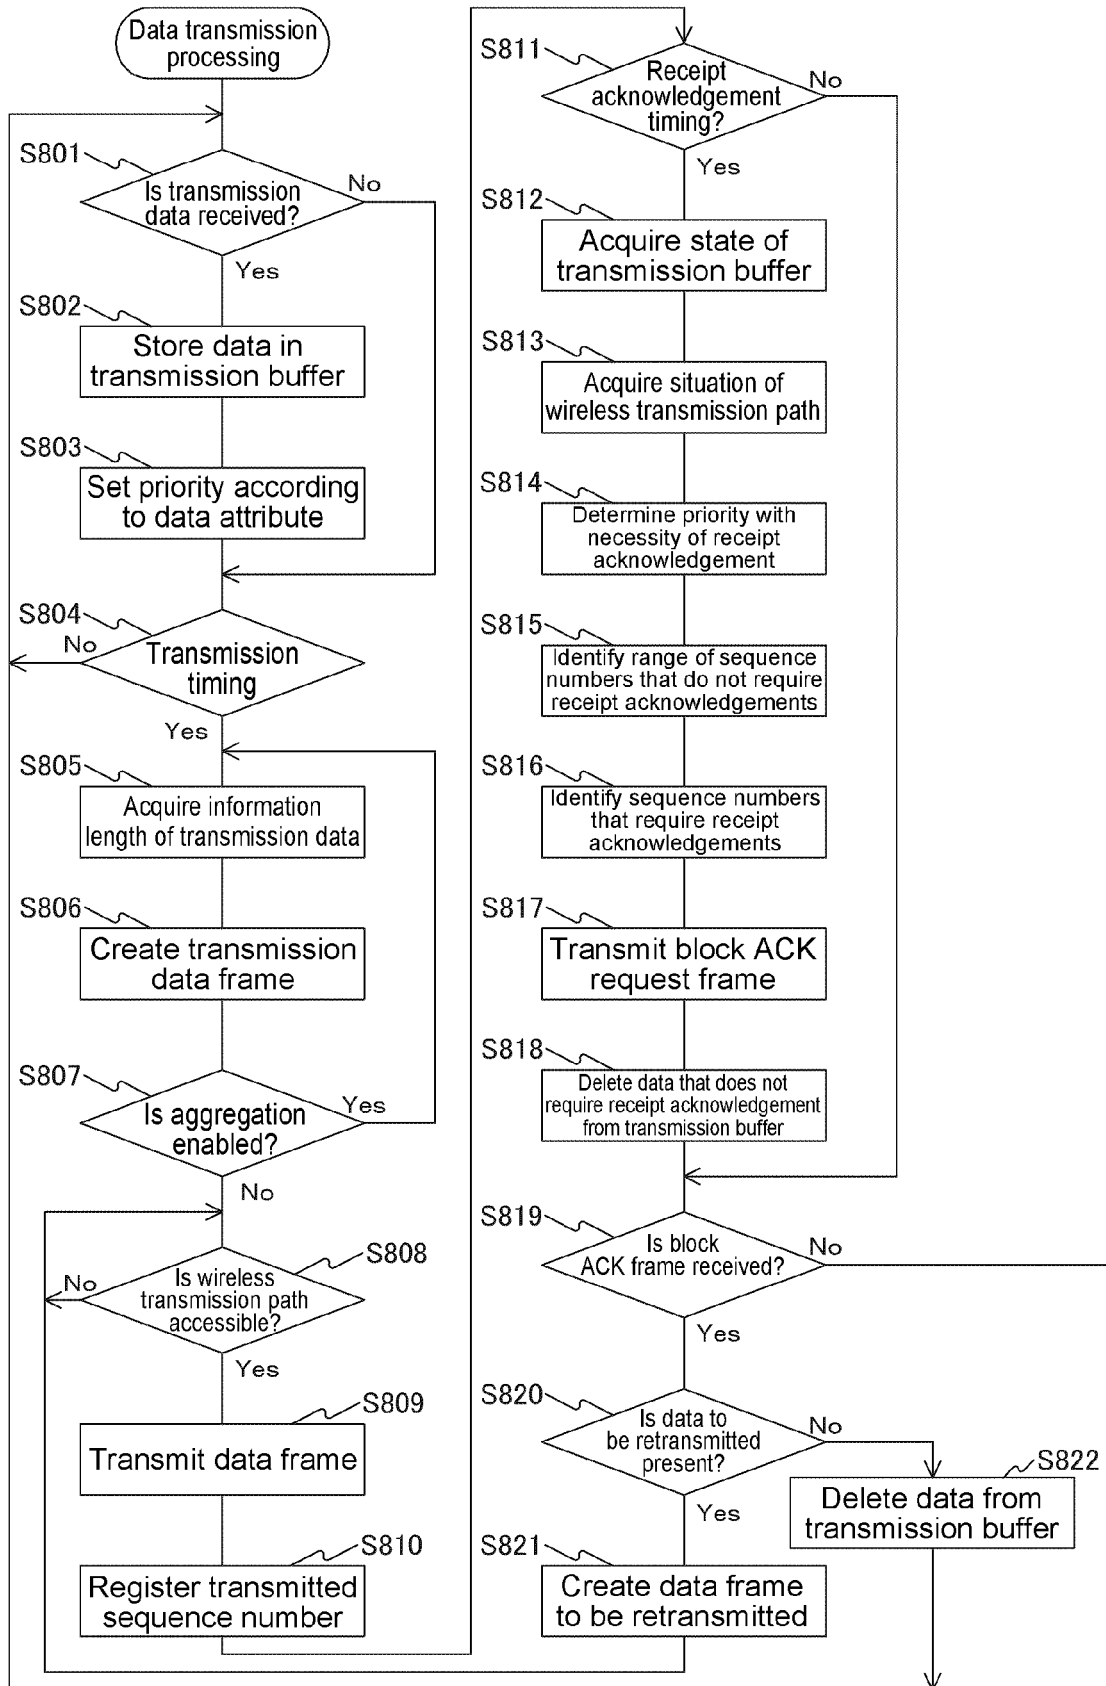 Data transmission
processing
S801
Is transmission
data received?
No
Yes
S802
Store data in
transmission buffer
S803
Set priority according
to data attribute
S804
No
Transmission
timing
Yes
S805
Acquire information
length of transmission data
S806
Create transmission
data frame
S807
Is aggregation
enabled?
Yes
No
S808
No
Is wireless
transmission path
accessible?
Yes
S809
Transmit data frame
S810
Register transmitted
sequence number
S811
Receipt
acknowledgement
timing?
No
Yes
S812
Acquire state of
transmission buffer
S813
Acquire situation of
wireless transmission path
S814
Determine priority with
necessity of receipt
acknowledgement
S815
Identify range of sequence
numbers that do not require
receipt acknowledgements
S816
Identify sequence numbers
that require receipt
acknowledgements
S817
Transmit block ACK
request frame
S818
Delete data that does not
require receipt acknowledgement
from transmission buffer
S819
Is block
ACK frame received?
No
Yes
S820
Is data to
be retransmitted
present?
No
Yes
S822
Delete data from
transmission buffer
S821
Create data frame
to be retransmitted